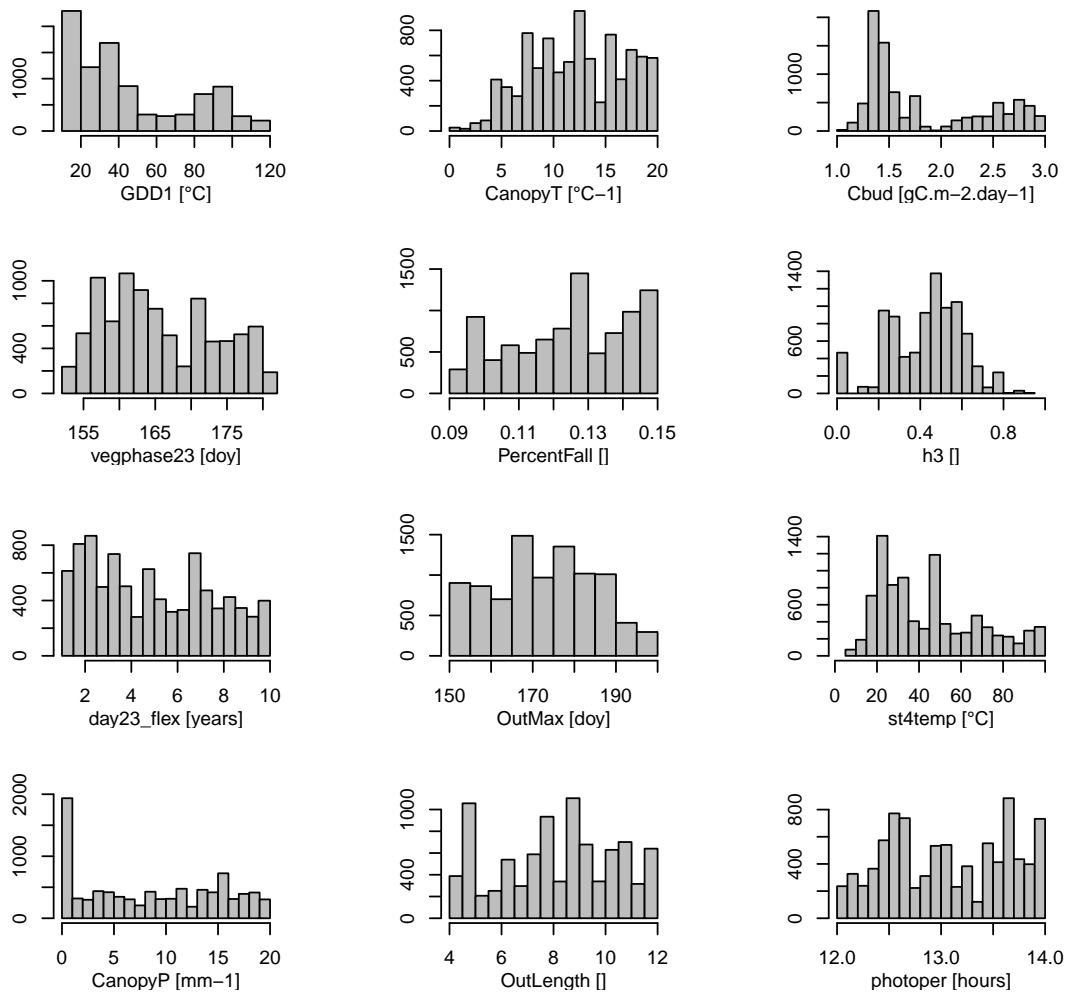 0 1000
GDD1 [°C]
20 40 60 80 120
0 400 800
CanopyT [°C−1]
0 5 10 15 20
0 1000
Cbud [gC.m−2.day−1]
1.0 1.5 2.0 2.5 3.0
0 400 1000
vegphase23 [doy]
155 165 175
0 500 1500
PercentFall []
0.09 0.11 0.13 0.15
0 600 1400
h3 []
0.0 0.4 0.8
0 400 800
day23_flex [years]
2 4 6 8 10
0 500 1500
OutMax [doy]
150 170 190
0 600 1400
st4temp [°C]
0 20 40 60 80
0 500 1000 2000
CanopyP [mm−1]
0 5 10 15 20
0 400 1000
OutLength []
4 6 8 10 12
0 400 800
photoper [hours]
12.0 13.0 14.0